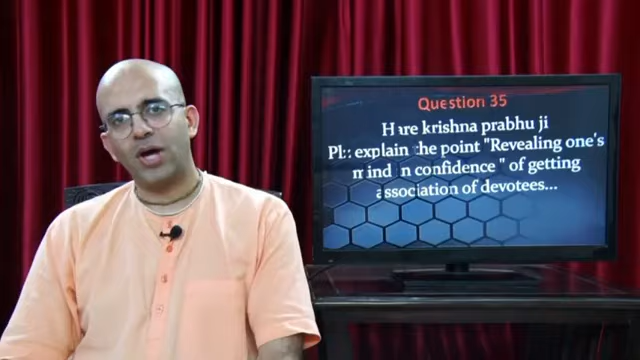 Question 35
Hare krishna prabhu ji
Pls explain the point "Revealing one's
mind in confidence " of getting
association of devotees...